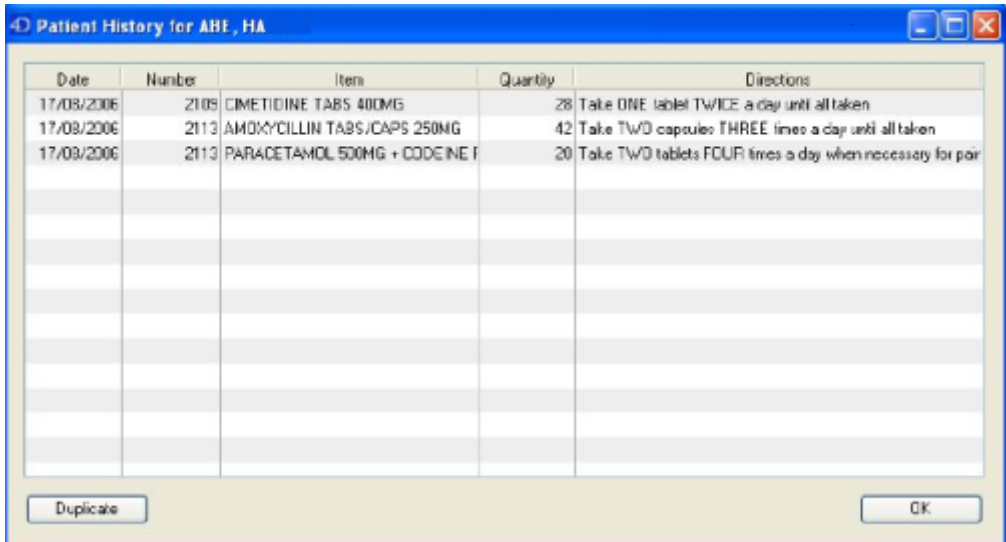 4D Patient History for ABE, HA
Date Number Item Quantity Directions
17/08/2006 2109 CIMETIDINE TABS 400MG 28 Take ONE tablet TWICE a day until all taken
17/08/2006 2113 AMOXYCILLIN TABS/CAPS 250MG 42 Take TWO capsules THREE times a day until all taken
17/08/2006 2113 PARACETAMOL 500MG + CODEINE 20 Take TWO tablets FOUR times a day when necessary for pain
Duplicate OK